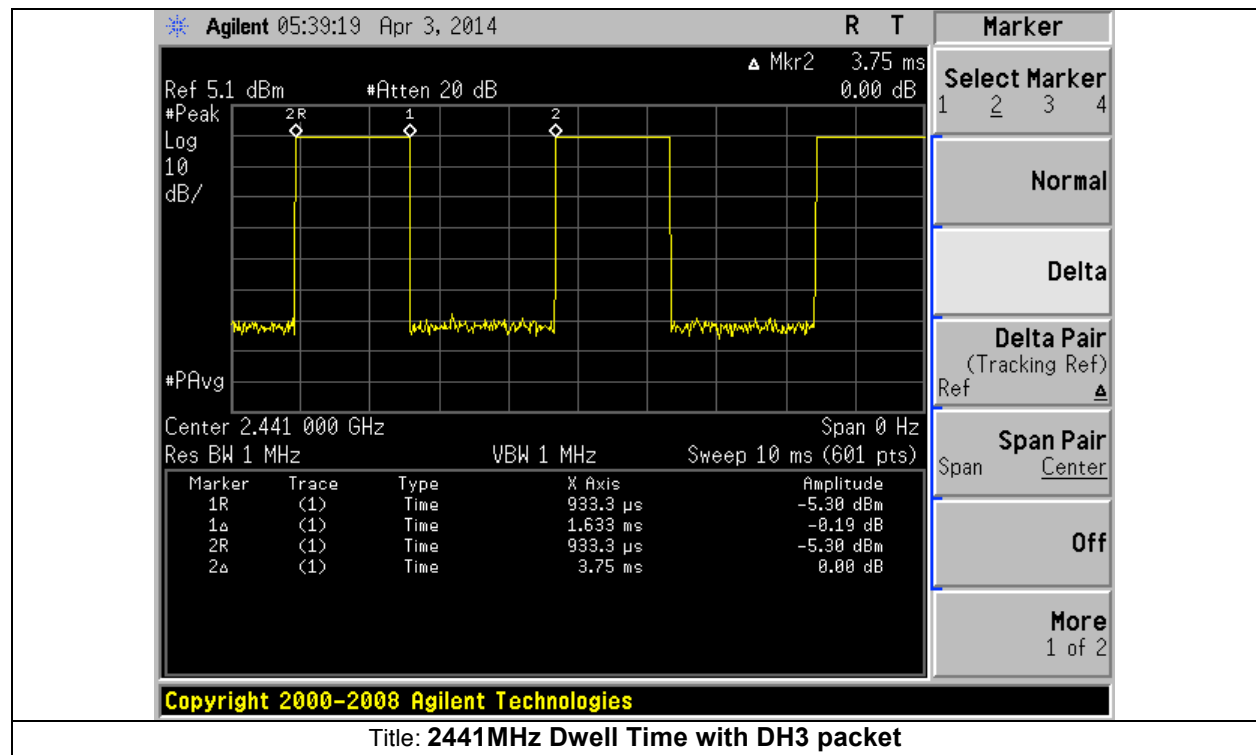 Agilent 05:39:19 Apr 3, 2014 R T
Δ Mkr2 3.75 ms
Ref 5.1 dBm #Atten 20 dB 0.00 dB
#Peak
Log
10
dB/
2R 1 2
#PAvg
Center 2.441 000 GHz Span 0 Hz
Res BW 1 MHz VBW 1 MHz Sweep 10 ms (601 pts)
Marker Trace Type X Axis Amplitude
1R (1) Time 933.3 µs -5.30 dBm
1Δ (1) Time 1.633 ms -0.19 dB
2R (1) Time 933.3 µs -5.30 dBm
2Δ (1) Time 3.75 ms 0.00 dB
Copyright 2000-2008 Agilent Technologies
Marker
Select Marker
1 2 3 4
Normal
Delta
Delta Pair
(Tracking Ref)
Ref Δ
Span Pair
Span Center
Off
More
1 of 2
Title: 2441MHz Dwell Time with DH3 packet